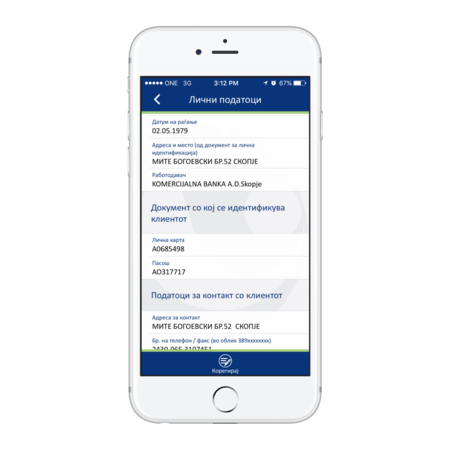 ONE 3G 3:12 PM 67%
Лични податоци
Датум на раѓање
02.05.1979
Адреса и место (од документ за лична
идентификација)
МИТЕ БОГОЕВСКИ БР.52 СКОПЈЕ
Работодавач
KOMERCIJALNA BANKA A.D.Skopje
Документ со кој се идентификува
клиентот
Лична карта
A0685498
Пасош
AO317717
Податоци за контакт со клиентот
Адреса за контакт
МИТЕ БОГОЕВСКИ БР.52 СКОПЈЕ
Бр. на телефон / факс (во облик 389xxxxxxxx)
Корегирај